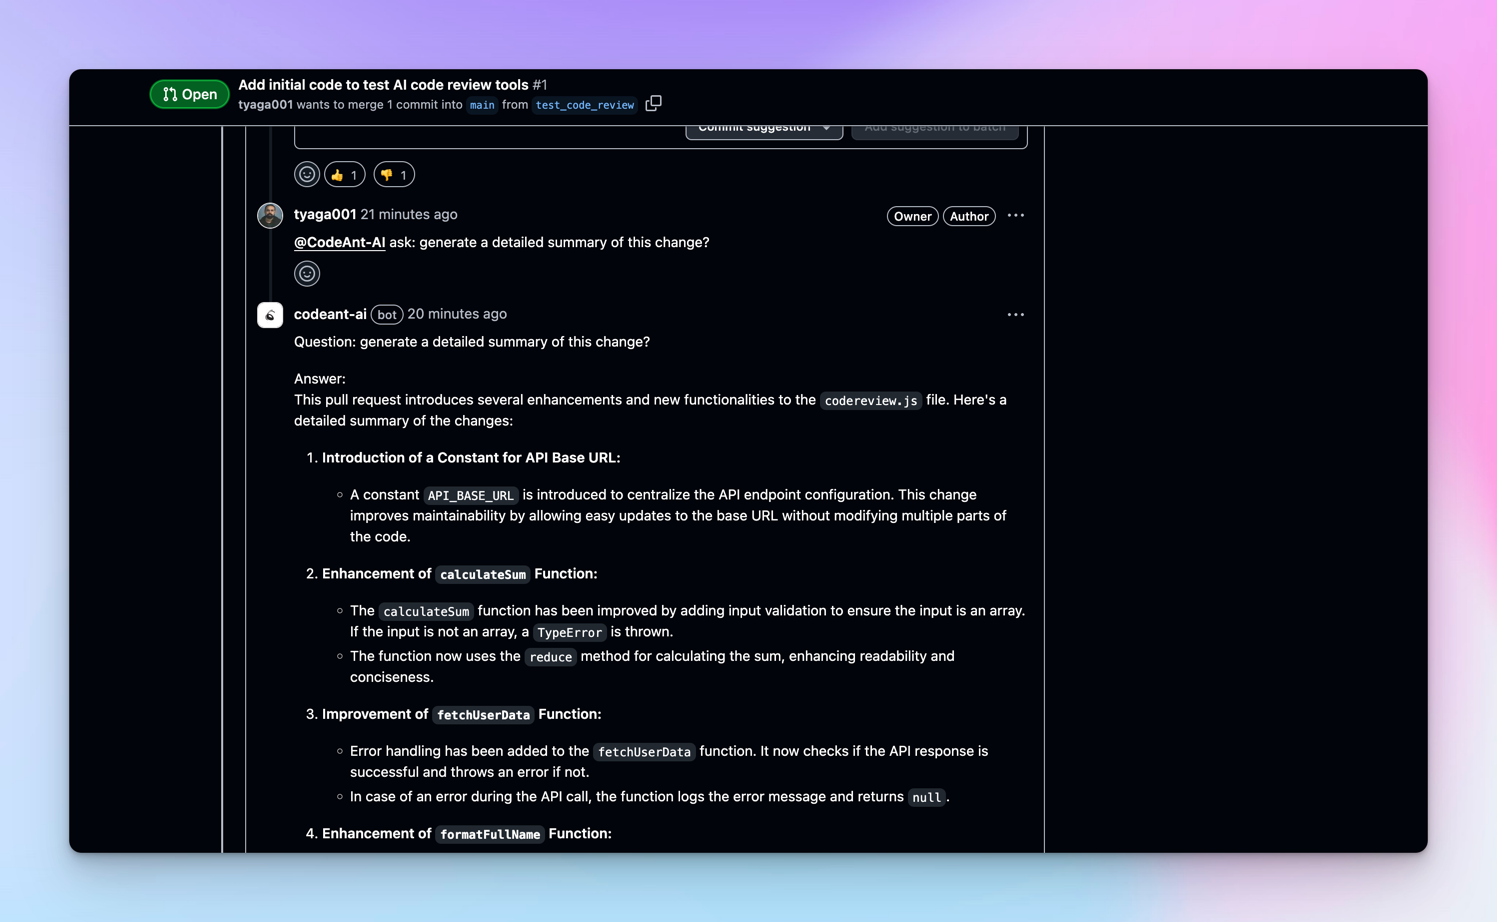 Open
Add initial code to test AI code review tools #1
tyaga001 wants to merge 1 commit into main from test_code_review
Commit suggestion
Add suggestion to batch
👍 1 👎 1
tyaga001 21 minutes ago
Owner Author
@CodeAnt-AI ask: generate a detailed summary of this change?
codeant-ai bot 20 minutes ago
Question: generate a detailed summary of this change?
Answer:
This pull request introduces several enhancements and new functionalities to the codereview.js file. Here's a
detailed summary of the changes:
1. Introduction of a Constant for API Base URL:
A constant API_BASE_URL is introduced to centralize the API endpoint configuration. This change
improves maintainability by allowing easy updates to the base URL without modifying multiple parts of
the code.
2. Enhancement of calculateSum Function:
The calculateSum function has been improved by adding input validation to ensure the input is an array.
If the input is not an array, a TypeError is thrown.
The function now uses the reduce method for calculating the sum, enhancing readability and
conciseness.
3. Improvement of fetchUserData Function:
Error handling has been added to the fetchUserData function. It now checks if the API response is
successful and throws an error if not.
In case of an error during the API call, the function logs the error message and returns null.
4. Enhancement of formatFullName Function: